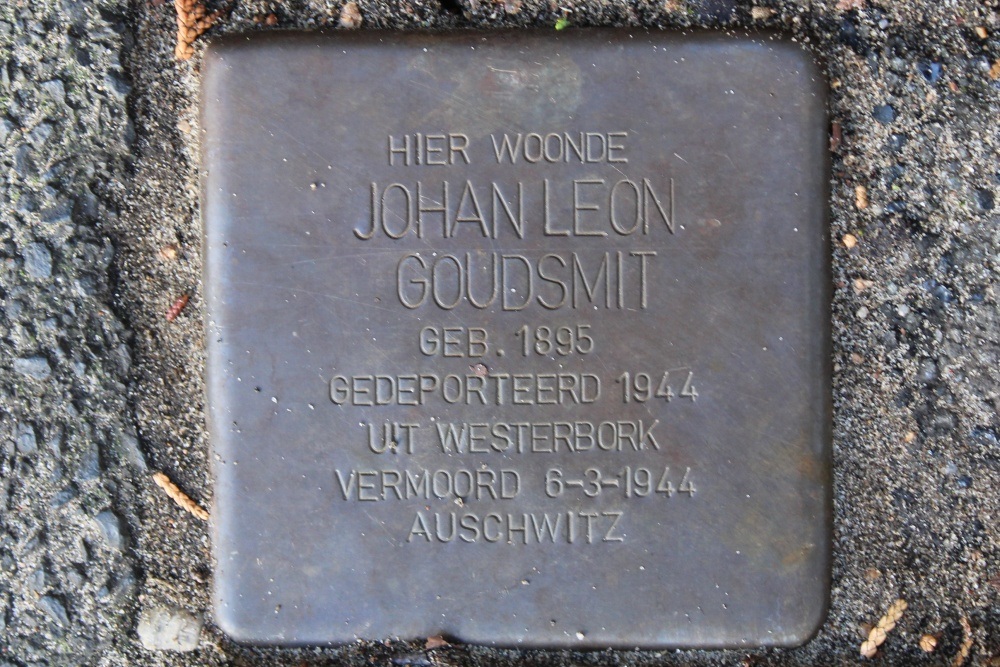 HIER WOONDE
JOHAN LEON
GOUDSMIT
GEB. 1895
GEDEPORTEERD 1944
UIT WESTERBORK
VERMOORD 6-3-1944
AUSCHWITZ